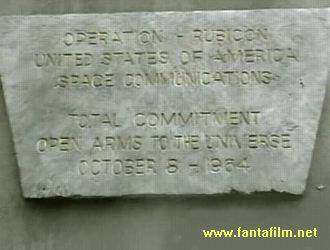 OPERATION - RUBICON
UNITED STATES OF AMERICA
SPACE COMMUNICATIONS
TOTAL COMMITMENT
OPEN ARMS TO THE UNIVERSE
OCTOBER 8 - 1964
www.fantafilm.net